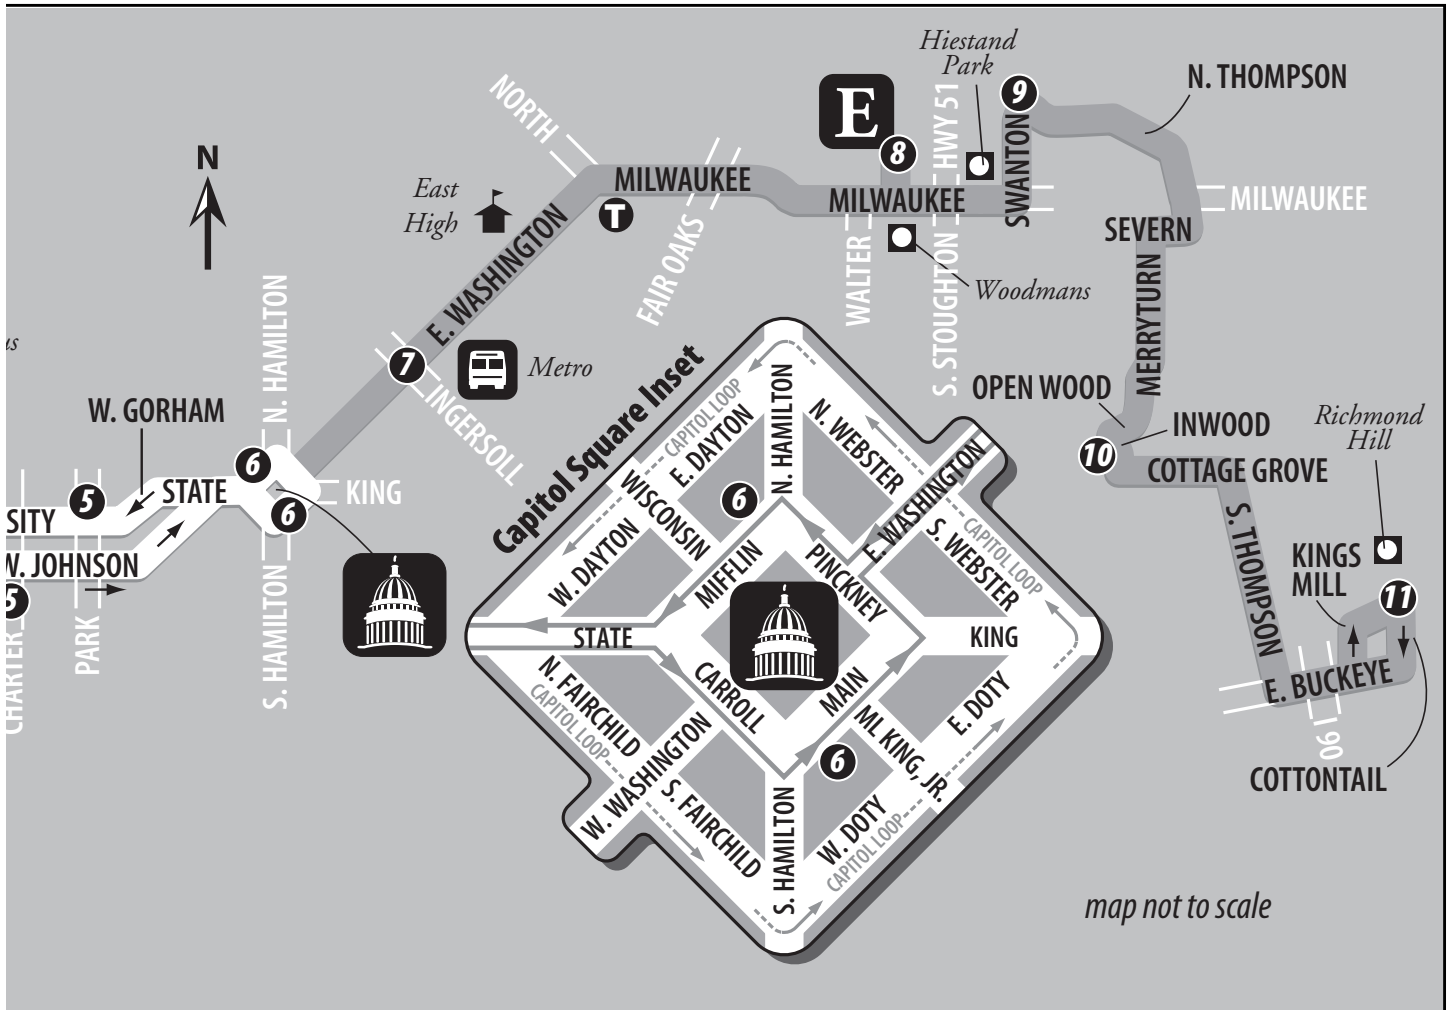 Hiestand
Park
HWY 51
9
N. THOMPSON
NORTH
E
8
N
East
High
MILWAUKEE
MILWAUKEE
SWANTON
MILWAUKEE
T
SEVERN
E. WASHINGTON
FAIR OAKS
WALTER
S. STOUGHTON
Woodmans
MERRYTURN
N. HAMILTON
7
Metro
INGERSOLL
Capitol Square Inset
OPEN WOOD
INWOOD
Richmond
Hill
W. GORHAM
10
COTTAGE GROVE
6
STATE
KING
5
6
SITY
W. JOHNSON
5
CHARTER
PARK
S. HAMILTON
S. THOMPSON
KINGS
MILL
11
E. BUCKEYE
I 90
COTTONTAIL
CAPITOL LOOP
E. DAYTON
N. HAMILTON
N. WEBSTER
E. WASHINGTON
WISCONSIN
6
W. DAYTON
MIFFLIN
PINCKNEY
S. WEBSTER
CAPITOL LOOP
STATE
KING
N. FAIRCHILD
CAPITOL LOOP
CARROLL
MAIN
ML KING, JR.
E. DOTY
6
W. WASHINGTON
S. FAIRCHILD
S. HAMILTON
W. DOTY
CAPITOL LOOP
map not to scale